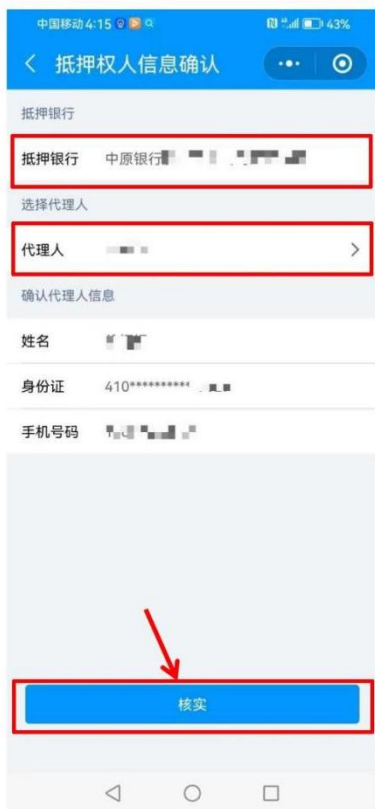 中国移动 4:15 43%
抵押权人信息确认
抵押银行
抵押银行 中原银行
选择代理人
代理人
确认代理人信息
姓名
身份证 410**********
手机号码
核实